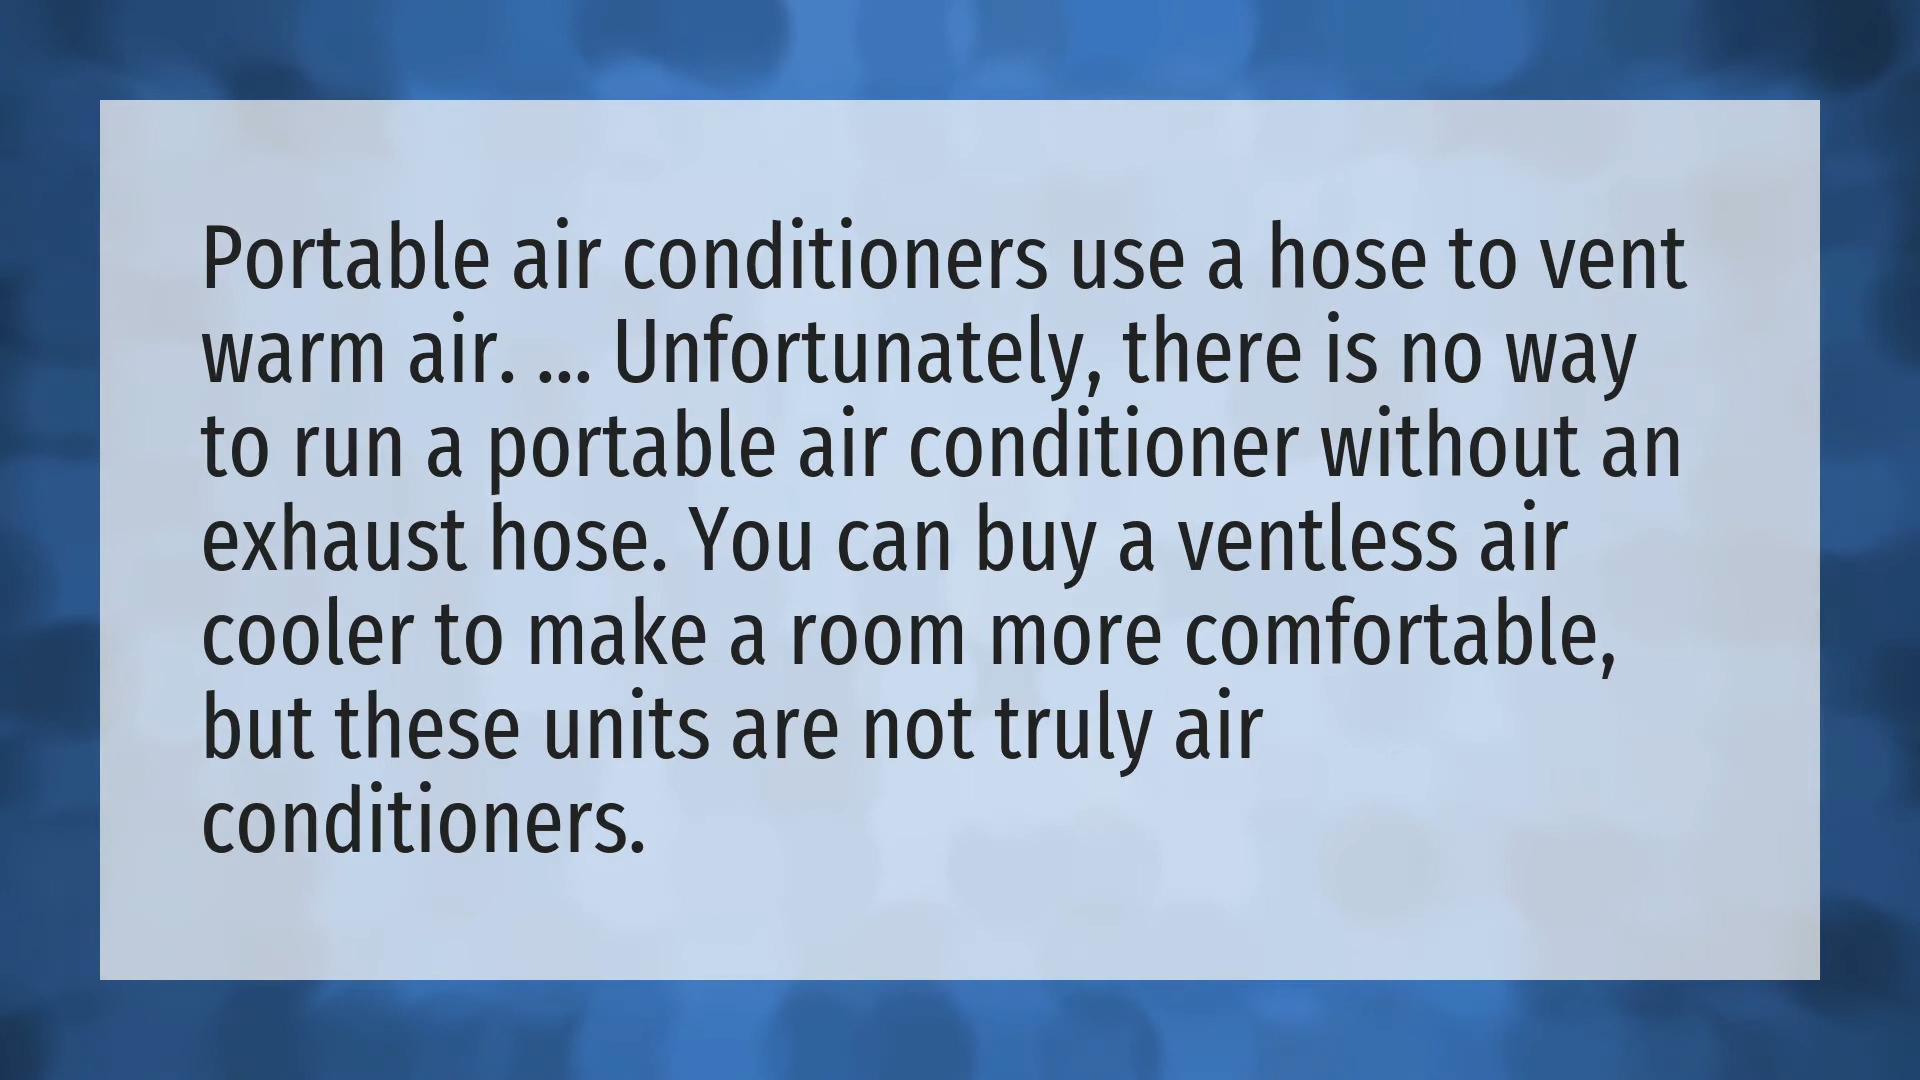 Portable air conditioners use a hose to vent
warm air. ... Unfortunately, there is no way
to run a portable air conditioner without an
exhaust hose. You can buy a ventless air
cooler to make a room more comfortable,
but these units are not truly air
conditioners.